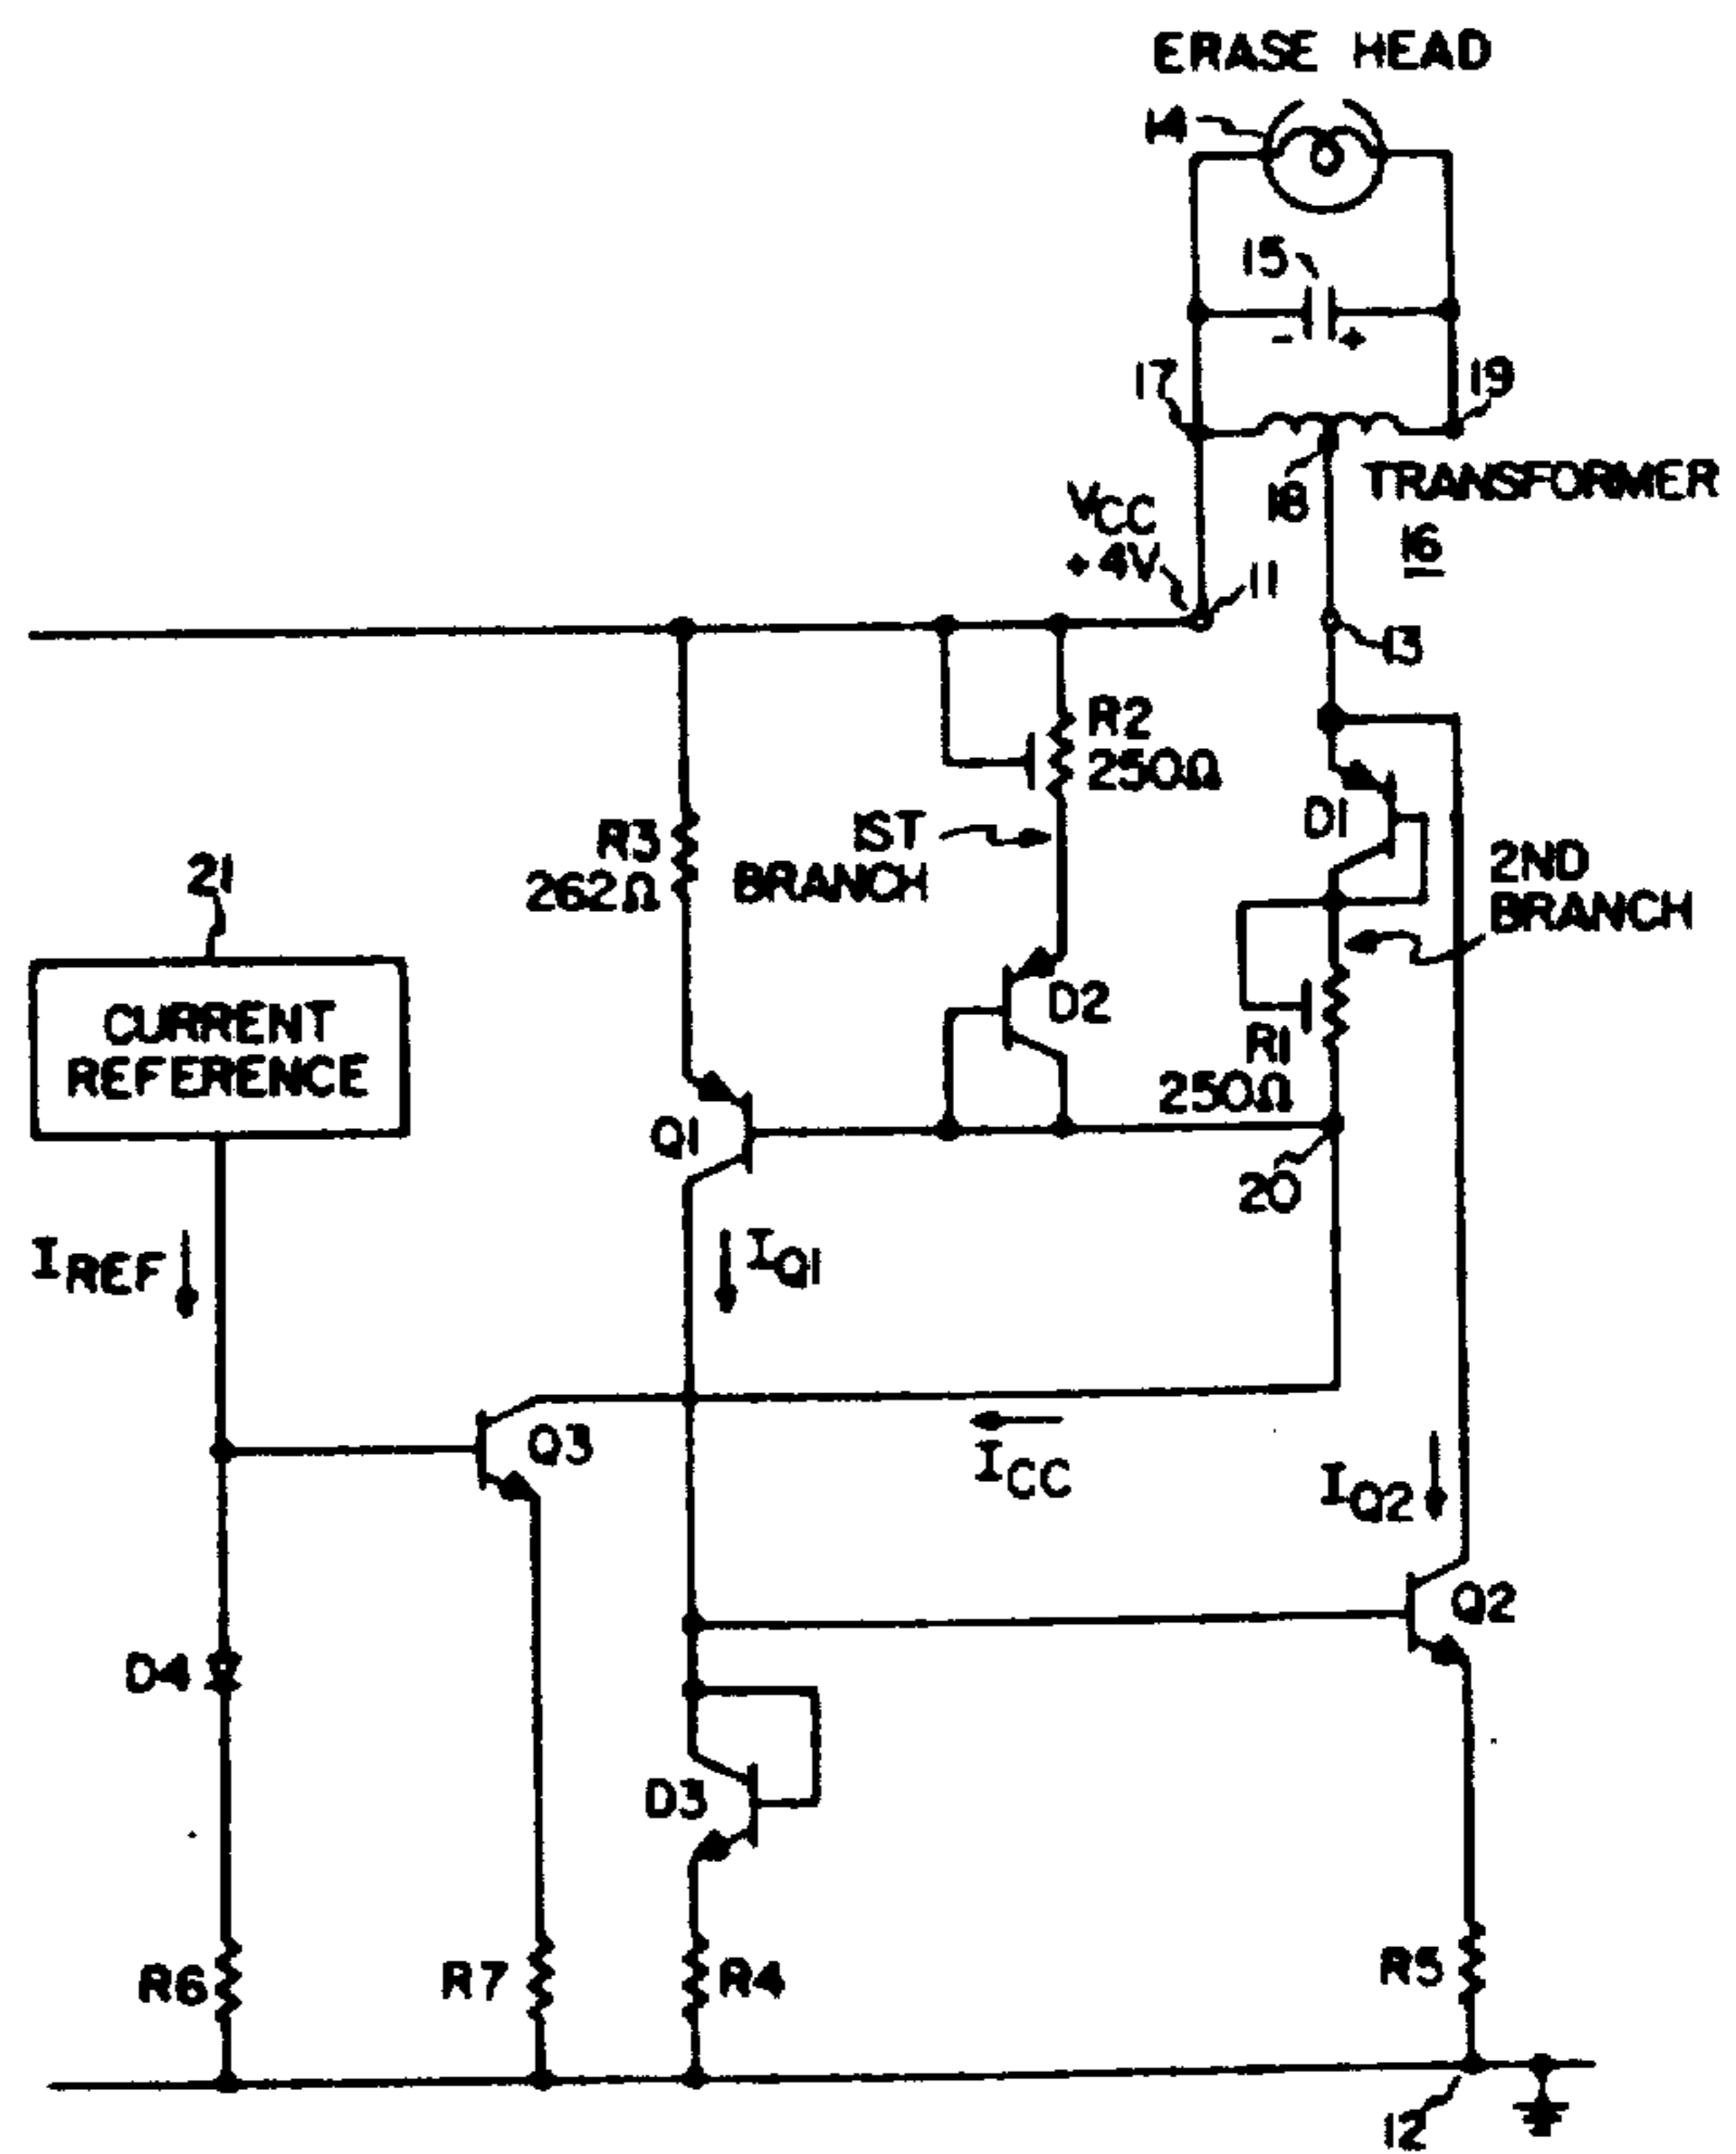 ERASE HEAD
14
15
- +
17
19
18
TRANSFORMER
16
VCC
+4V
11
13
R2
250Ω
D1
1ST
BRANCH
R3
262Ω
2ND
BRANCH
21
CURRENT
REFERENCE
D2
R1
250Ω
Q1
20
IREF
IQ1
Q3
ICC
IQ2
Q2
D4
D3
R6
R7
R4
R5
12